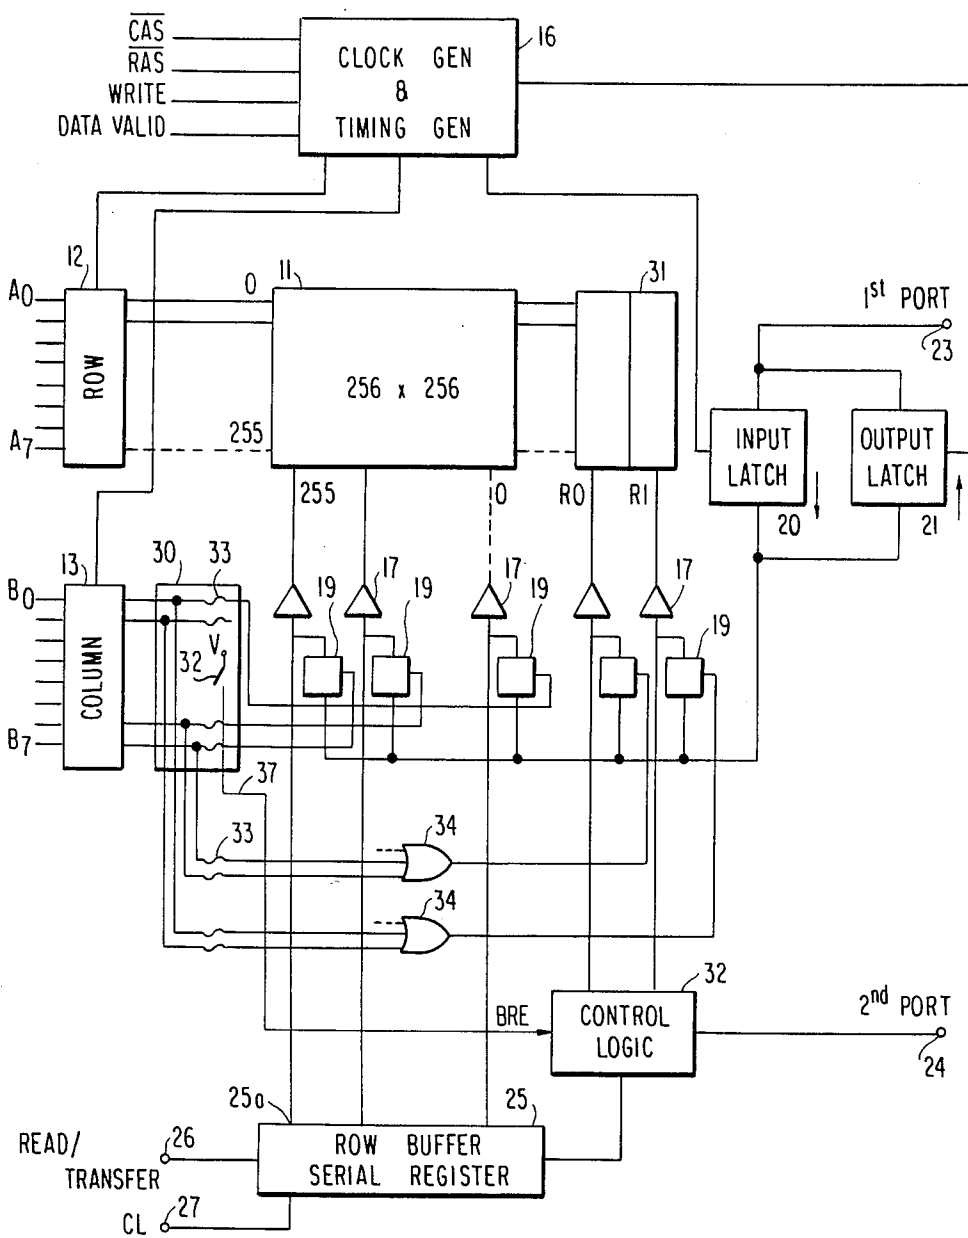 CAS
RAS
WRITE
DATA VALID
CLOCK GEN
&
TIMING GEN
16
12
A0
A7
ROW
0
255
11
256 x 256
31
1st PORT
23
INPUT
LATCH
20
OUTPUT
LATCH
21
255
0
R0
R1
13
B0
B7
COLUMN
30
33
V
32
17
17
17
19
19
19
19
37
33
34
34
32
BRE
CONTROL
LOGIC
2nd PORT
24
25a
25
READ/
TRANSFER
26
ROW BUFFER
SERIAL REGISTER
CL
27